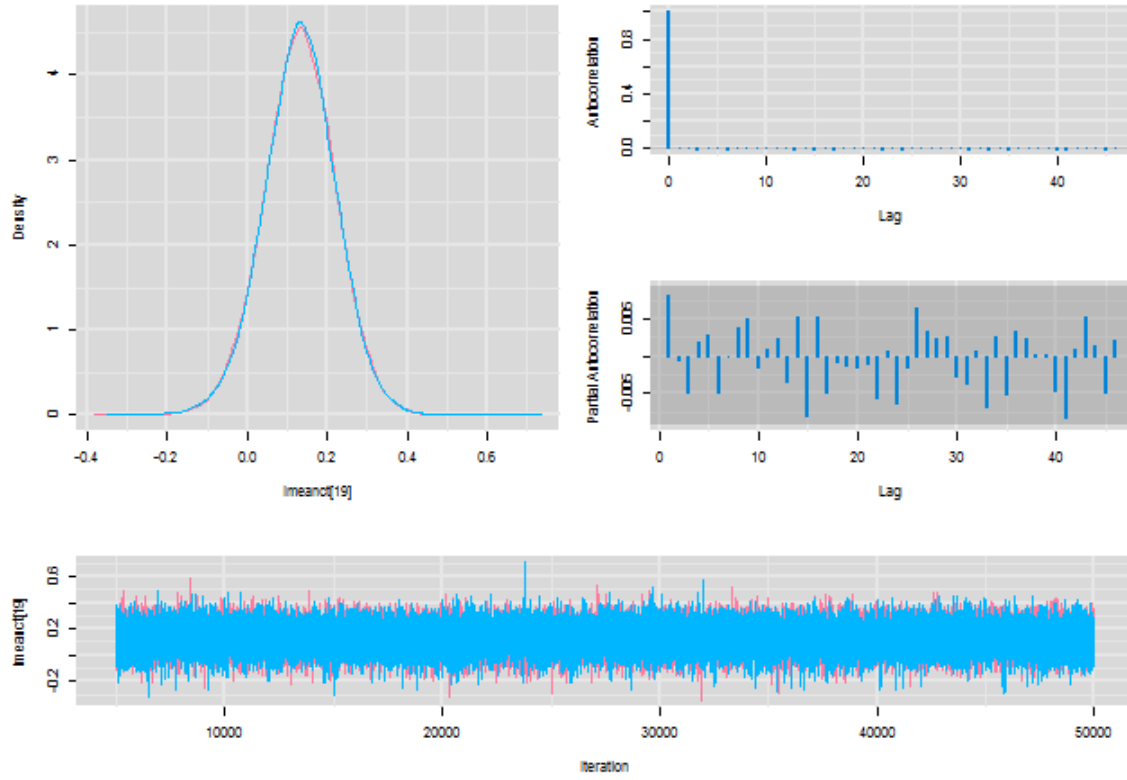 4
3
2
1
0
Density
-0.4 -0.2 0.0 0.2 0.4 0.6
lmeanct[19]
0.8
0.4
0.0
Autocorrelation
0 10 20 30 40
Lag
0.005
-0.005
Partial Autocorrelation
0 10 20 30 40
Lag
0.6
0.2
-0.2
lmeanct[19]
10000 20000 30000 40000 50000
Iteration